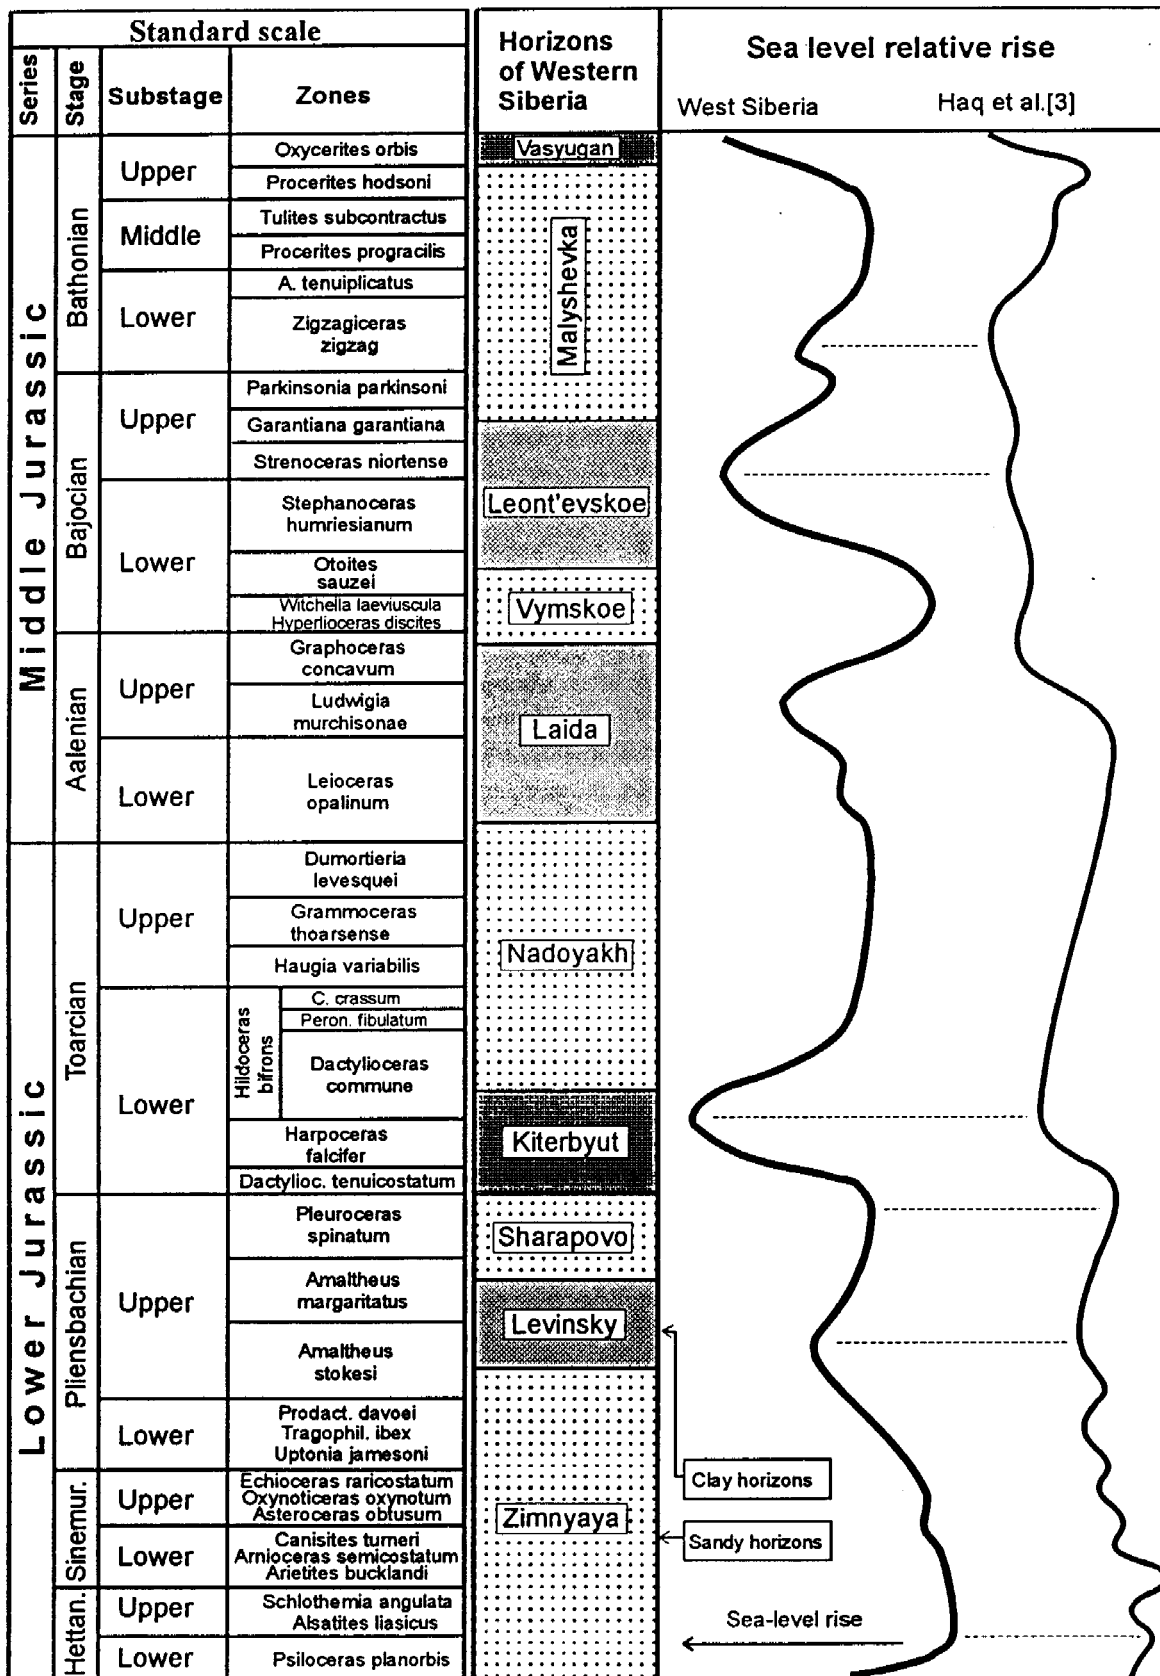 Standard scale
Series
Stage
Substage
Zones
Horizons
of Western
Siberia
Sea level relative rise
West Siberia
Haq et al.[3]
Middle Jurassic
Bathonian
Upper
Oxycerites orbis
Procerites hodsoni
Middle
Tulites subcontractus
Procerites progracilis
Lower
A. tenuiplicatus
Zigzagiceras
zigzag
Bajocian
Upper
Parkinsonia parkinsoni
Garantiana garantiana
Strenoceras niortense
Lower
Stephanoceras
humriesianum
Otoites
sauzei
Witchella laeviuscula
Hyperlioceras discites
Aalenian
Upper
Graphoceras
concavum
Ludwigia
murchisonae
Lower
Leioceras
opalinum
Lower Jurassic
Toarcian
Upper
Dumortieria
levesquei
Grammoceras
thoarsense
Haugia variabilis
Lower
Hildoceras
bifrons
C. crassum
Peron. fibulatum
Dactylioceras
commune
Harpoceras
falcifer
Dactylioc. tenuicostatum
Pliensbachian
Upper
Pleuroceras
spinatum
Amaltheus
margaritatus
Amaltheus
stokesi
Lower
Prodact. davoei
Tragophil. ibex
Uptonia jamesoni
Sinemur.
Upper
Echioceras raricostatum
Oxynoticeras oxynotum
Asteroceras obtusum
Lower
Canisites turneri
Arnioceras semicostatum
Arietites bucklandi
Hettan.
Upper
Schlothemia angulata
Alsatites liasicus
Lower
Psiloceras planorbis
Vasyugan
Malyshevka
Leont'evskoe
Vymskoe
Laida
Nadoyakh
Kiterbyut
Sharapovo
Levinsky
Zimnyaya
Clay horizons
Sandy horizons
Sea-level rise